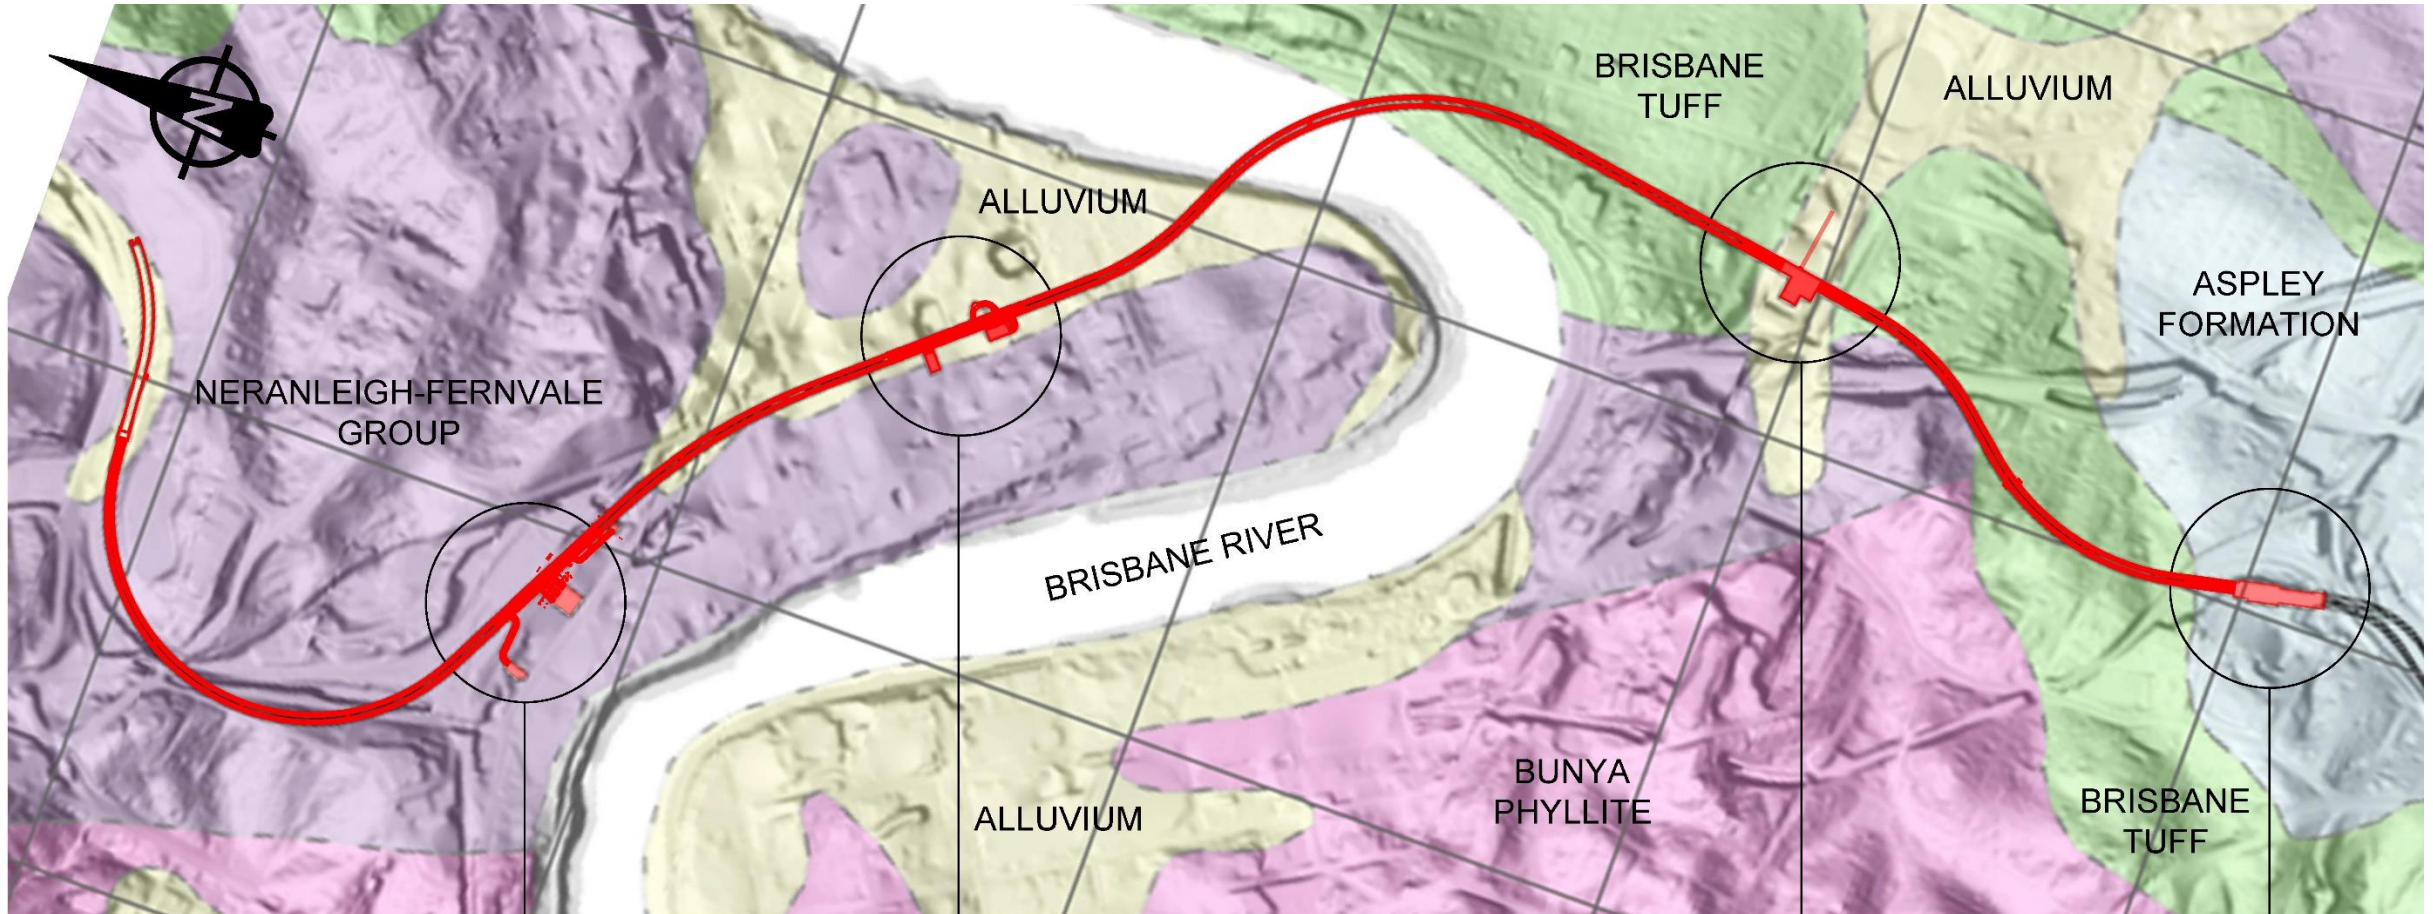 BRISBANE
TUFF
ALLUVIUM
N
ALLUVIUM
ASPLEY
FORMATION
NERANLEIGH-FERNVALE
GROUP
BRISBANE RIVER
BUNYA
PHYLLITE
ALLUVIUM
BRISBANE
TUFF